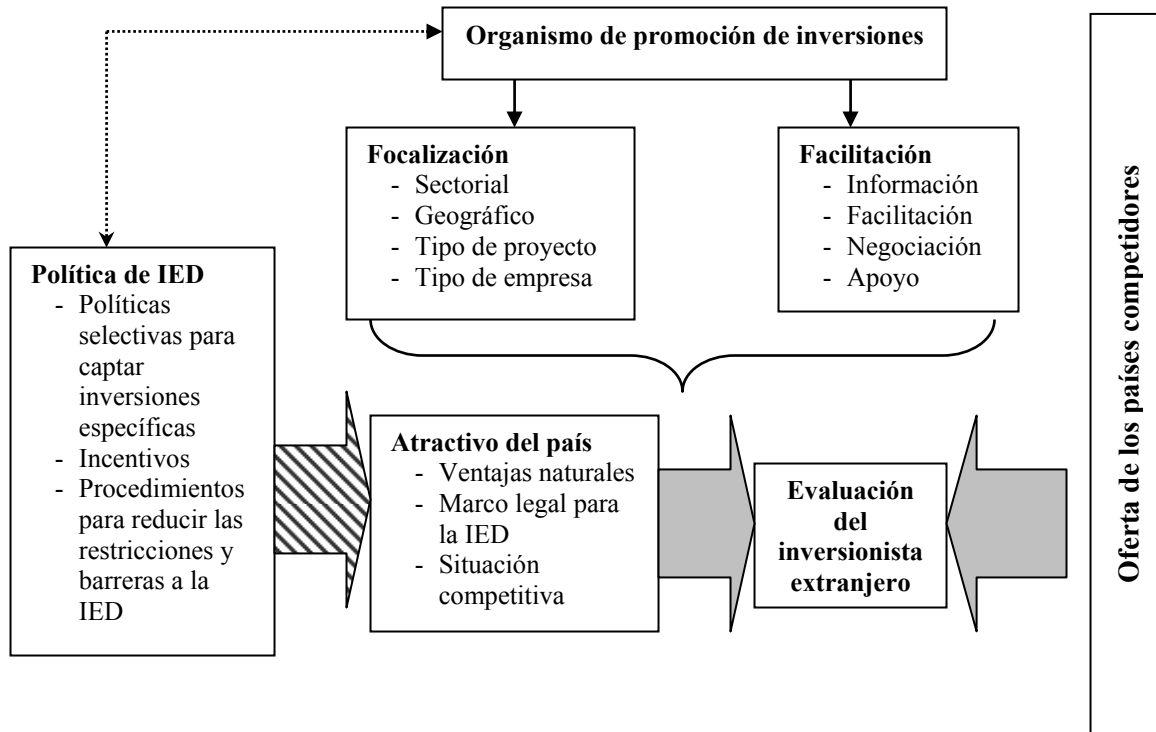 Organismo de promoción de inversiones
Focalización
- Sectorial
- Geográfico
- Tipo de proyecto
- Tipo de empresa
Facilitación
- Información
- Facilitación
- Negociación
- Apoyo
Política de IED
- Políticas
selectivas para
captar
inversiones
específicas
- Incentivos
- Procedimientos
para reducir las
restricciones y
barreras a la
IED
Atractivo del país
- Ventajas naturales
- Marco legal para
la IED
- Situación
competitiva
Evaluación
del
inversionista
extranjero
Oferta de los países competidores